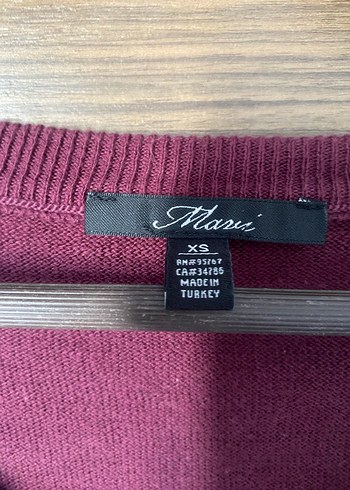 Mavi
XS
RN#95767
CA#34786
MADE IN
TURKEY